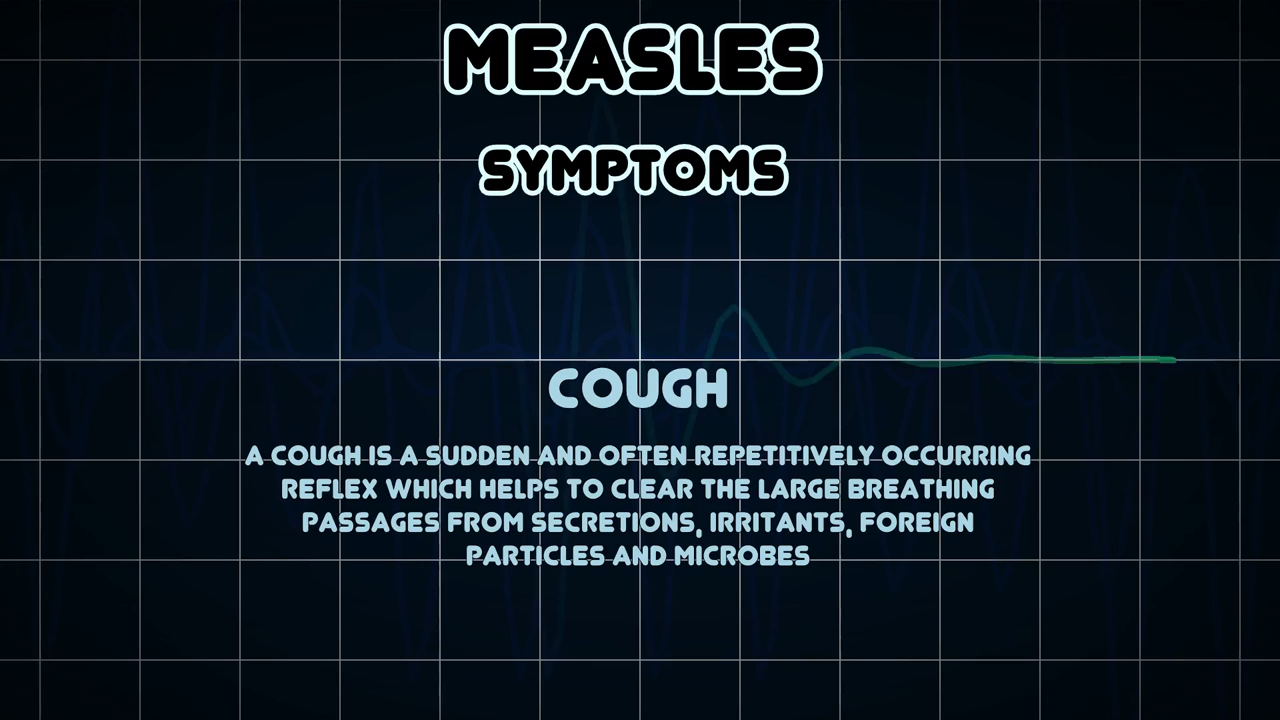 MEASLES
SYMPTOMS
COUGH
A COUGH IS A SUDDEN AND OFTEN REPETITIVELY OCCURRING
REFLEX WHICH HELPS TO CLEAR THE LARGE BREATHING
PASSAGES FROM SECRETIONS, IRRITANTS, FOREIGN
PARTICLES AND MICROBES